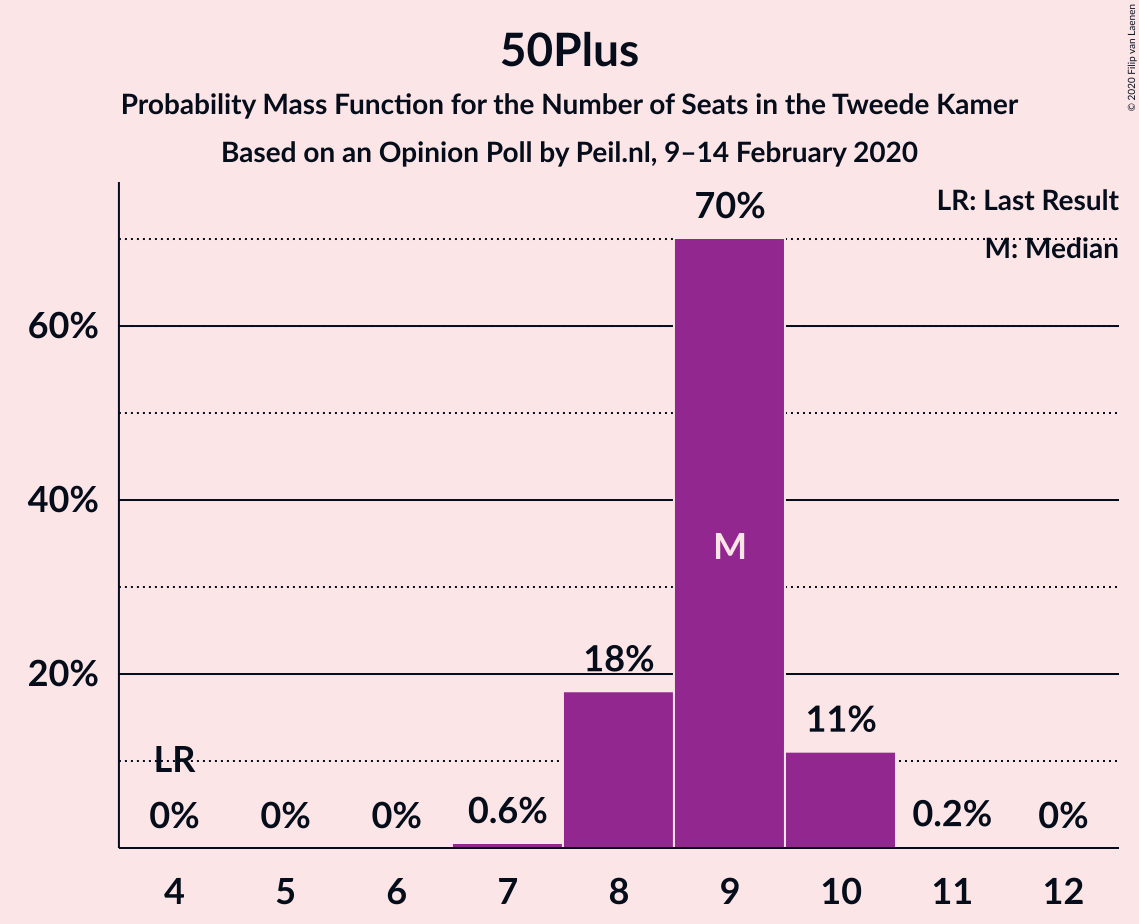 50Plus
Probability Mass Function for the Number of Seats in the Tweede Kamer
Based on an Opinion Poll by Peil.nl, 9–14 February 2020
© 2020 Filip van Laenen
LR: Last Result
M: Median
70%
60%
40%
M
20%
18%
11%
LR
0%
0%
0%
0.6%
0.2%
0%
4 5 6 7 8 9 10 11 12